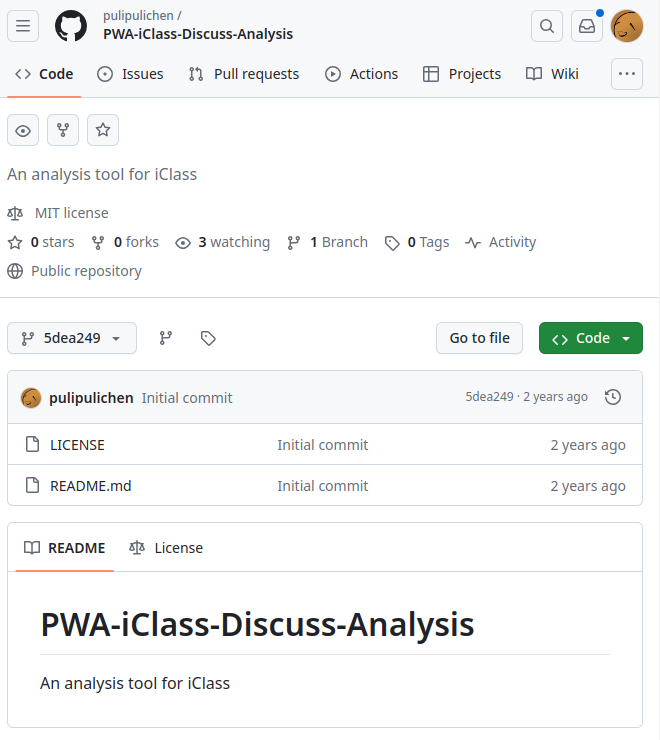 pulipulichen /
PWA-iClass-Discuss-Analysis
Code Issues Pull requests Actions Projects Wiki
An analysis tool for iClass
MIT license
0 stars 0 forks 3 watching 1 Branch 0 Tags Activity
Public repository
5dea249 Go to file Code
pulipulichen Initial commit 5dea249 · 2 years ago
LICENSE Initial commit 2 years ago
README.md Initial commit 2 years ago
README License
PWA-iClass-Discuss-Analysis
An analysis tool for iClass